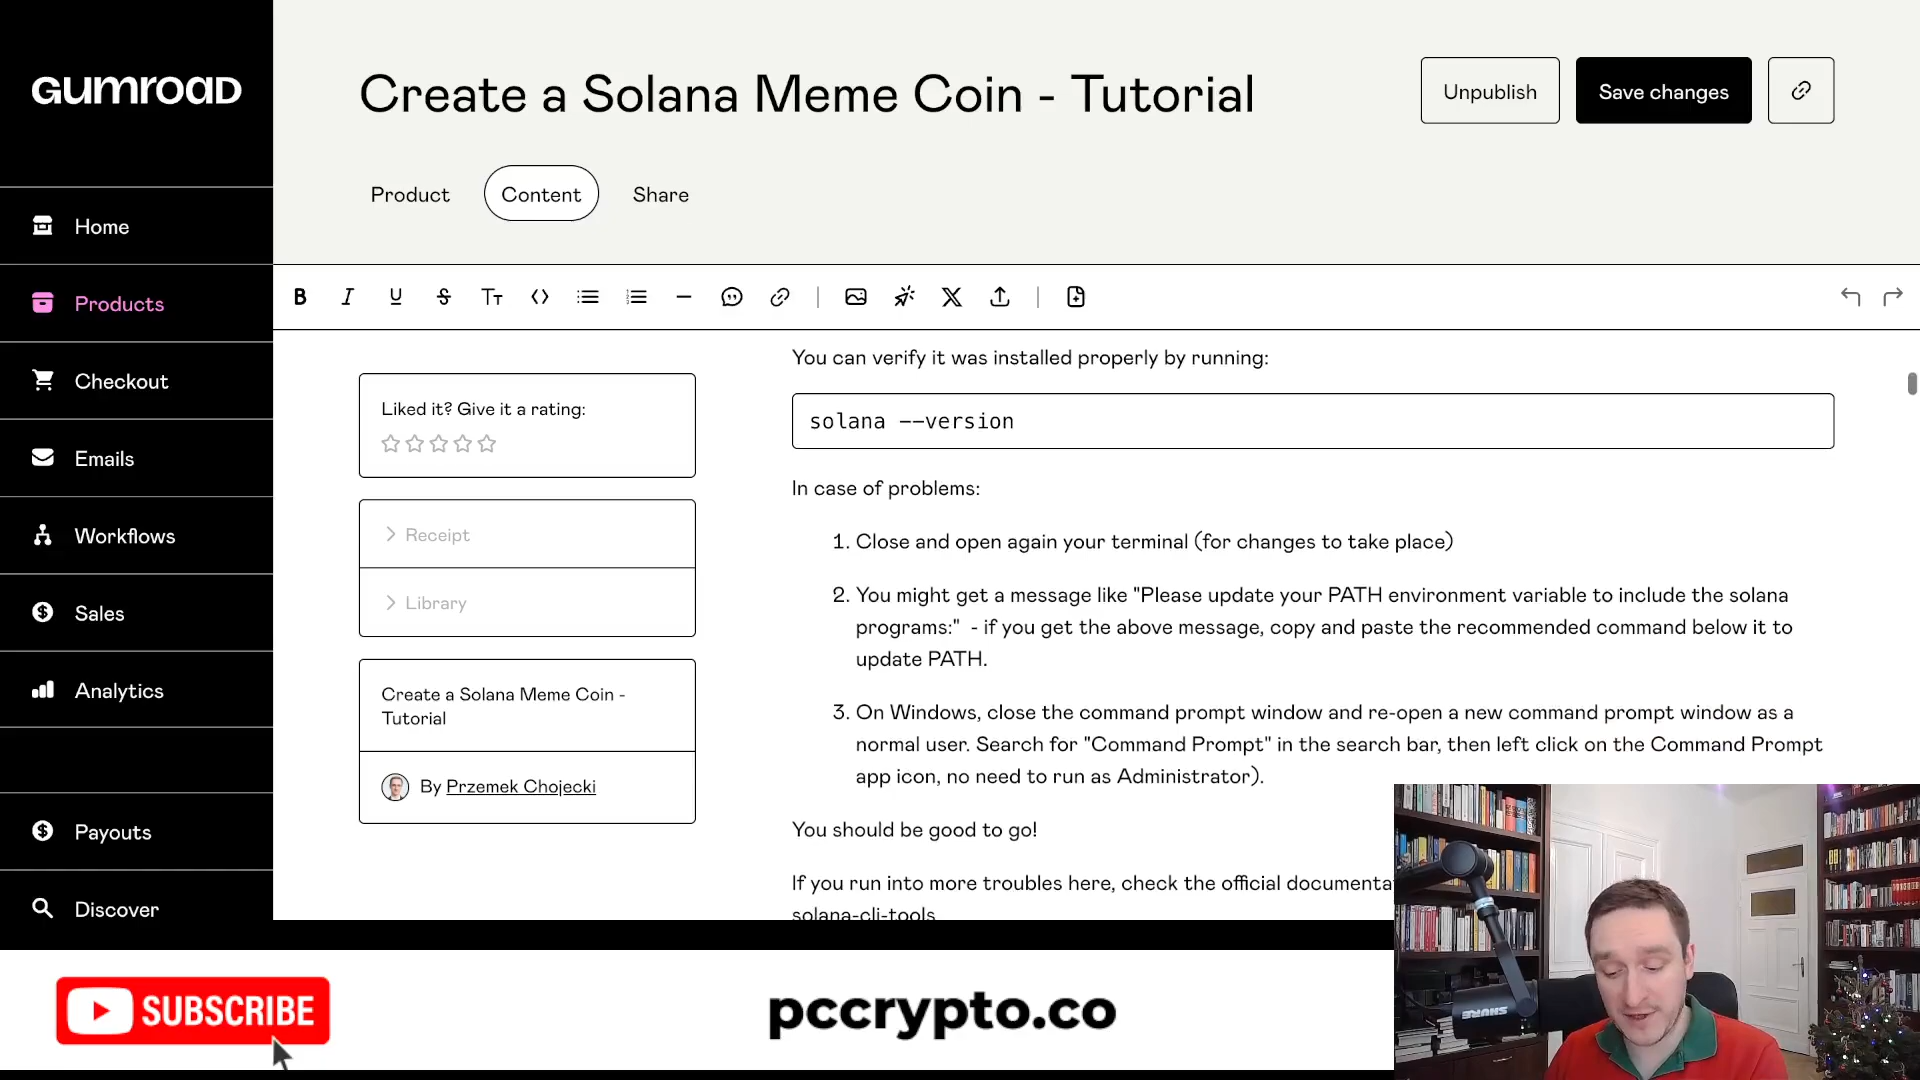 GUMROAD
Create a Solana Meme Coin - Tutorial
Unpublish
Save changes
Product
Content
Share
Home
Products
Checkout
Emails
Workflows
Sales
Analytics
Payouts
Discover
B
I
U
S
TT
Liked it? Give it a rating:
Receipt
Library
Create a Solana Meme Coin -
Tutorial
By Przemek Chojecki
You can verify it was installed properly by running:
solana --version
In case of problems:
1. Close and open again your terminal (for changes to take place)
2. You might get a message like "Please update your PATH environment variable to include the solana
programs:" - if you get the above message, copy and paste the recommended command below it to
update PATH.
3. On Windows, close the command prompt window and re-open a new command prompt window as a
normal user. Search for "Command Prompt" in the search bar, then left click on the Command Prompt
app icon, no need to run as Administrator).
You should be good to go!
If you run into more troubles here, check the official documenta
solana-cli-tools
SUBSCRIBE
pccrypto.co
SHURE